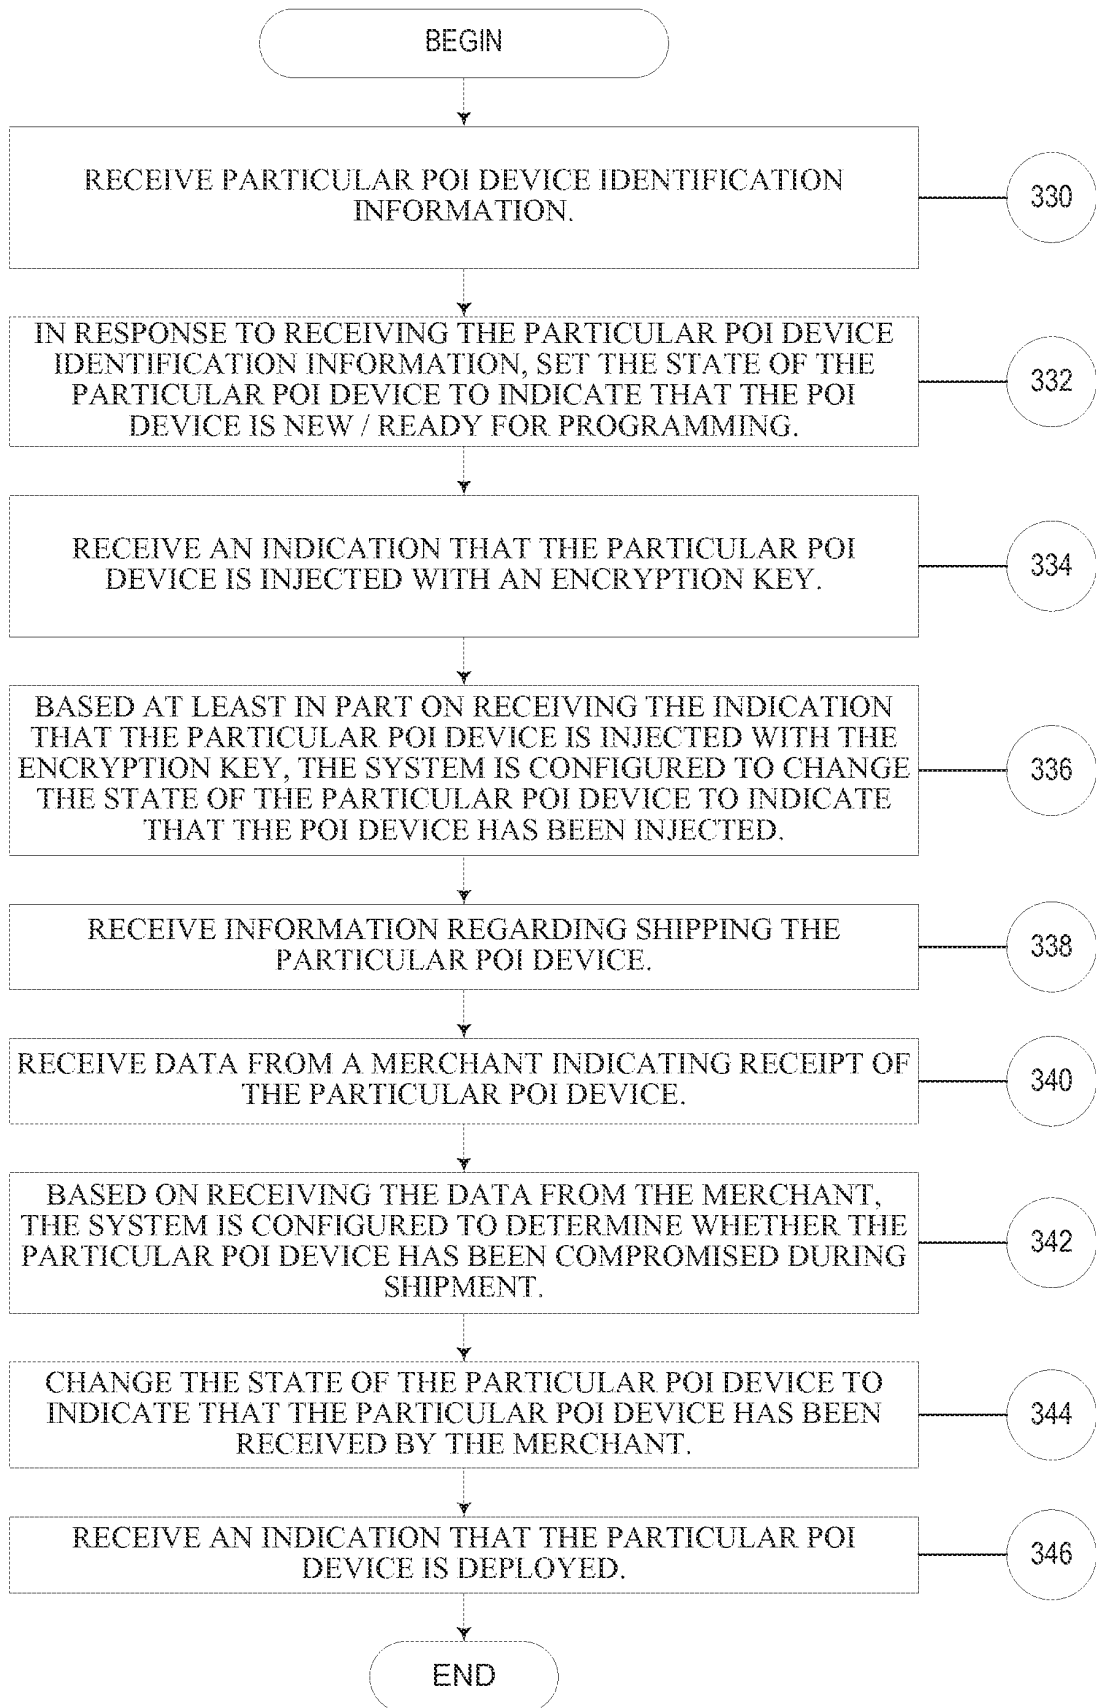 BEGIN
RECEIVE PARTICULAR POI DEVICE IDENTIFICATION
INFORMATION.
330
IN RESPONSE TO RECEIVING THE PARTICULAR POI DEVICE
IDENTIFICATION INFORMATION, SET THE STATE OF THE
PARTICULAR POI DEVICE TO INDICATE THAT THE POI
DEVICE IS NEW / READY FOR PROGRAMMING.
332
RECEIVE AN INDICATION THAT THE PARTICULAR POI
DEVICE IS INJECTED WITH AN ENCRYPTION KEY.
334
BASED AT LEAST IN PART ON RECEIVING THE INDICATION
THAT THE PARTICULAR POI DEVICE IS INJECTED WITH THE
ENCRYPTION KEY, THE SYSTEM IS CONFIGURED TO CHANGE
THE STATE OF THE PARTICULAR POI DEVICE TO INDICATE
THAT THE POI DEVICE HAS BEEN INJECTED.
336
RECEIVE INFORMATION REGARDING SHIPPING THE
PARTICULAR POI DEVICE.
338
RECEIVE DATA FROM A MERCHANT INDICATING RECEIPT OF
THE PARTICULAR POI DEVICE.
340
BASED ON RECEIVING THE DATA FROM THE MERCHANT,
THE SYSTEM IS CONFIGURED TO DETERMINE WHETHER THE
PARTICULAR POI DEVICE HAS BEEN COMPROMISED DURING
SHIPMENT.
342
CHANGE THE STATE OF THE PARTICULAR POI DEVICE TO
INDICATE THAT THE PARTICULAR POI DEVICE HAS BEEN
RECEIVED BY THE MERCHANT.
344
RECEIVE AN INDICATION THAT THE PARTICULAR POI
DEVICE IS DEPLOYED.
346
END